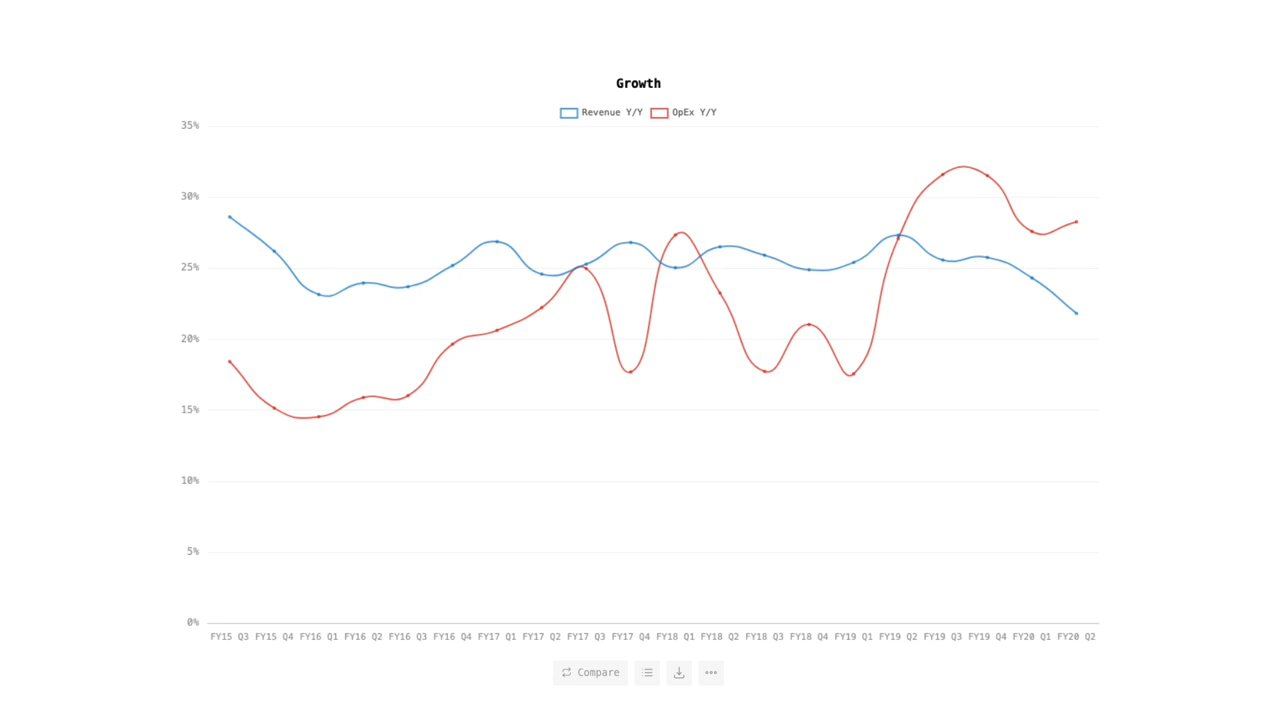 Growth
Revenue Y/Y OpEx Y/Y
35%
30%
25%
20%
15%
10%
5%
0%
FY15 Q3 FY15 Q4 FY16 Q1 FY16 Q2 FY16 Q3 FY16 Q4 FY17 Q1 FY17 Q2 FY17 Q3 FY17 Q4 FY18 Q1 FY18 Q2 FY18 Q3 FY18 Q4 FY19 Q1 FY19 Q2 FY19 Q3 FY19 Q4 FY20 Q1 FY20 Q2
Compare